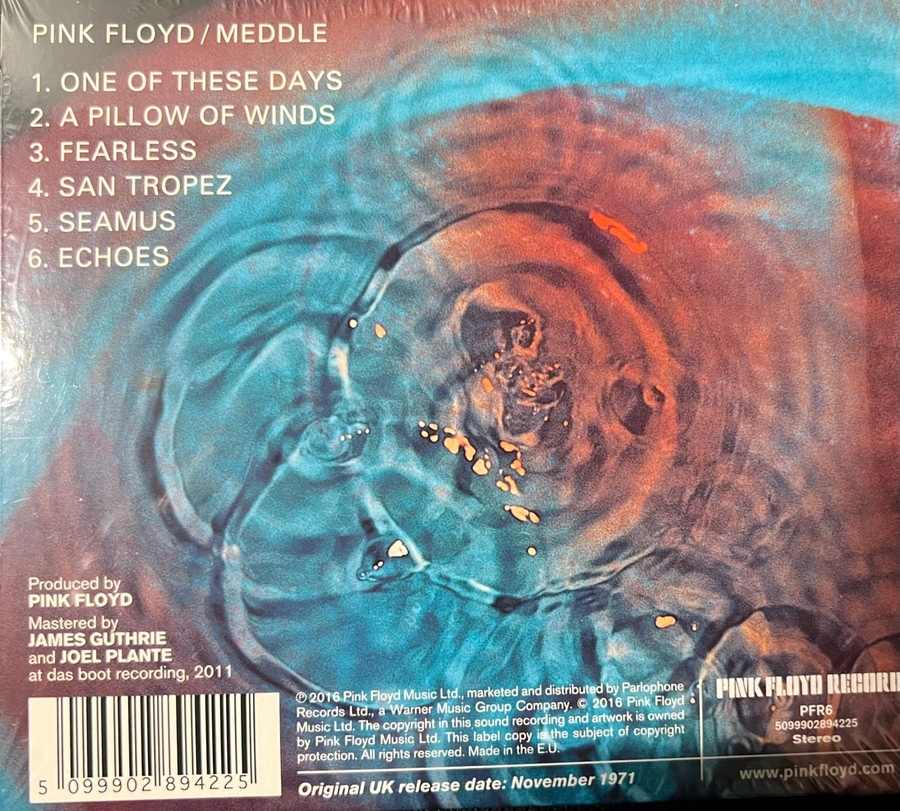 PINK FLOYD / MEDDLE
1. ONE OF THESE DAYS
2. A PILLOW OF WINDS
3. FEARLESS
4. SAN TROPEZ
5. SEAMUS
6. ECHOES
Produced by
PINK FLOYD
Mastered by
JAMES GUTHRIE
and JOEL PLANTE
at das boot recording, 2011
5 099902 894225
℗ 2016 Pink Floyd Music Ltd., marketed and distributed by Parlophone
Records Ltd., a Warner Music Group Company. © 2016 Pink Floyd
Music Ltd. The copyright in this sound recording and artwork is owned
by Pink Floyd Music Ltd. This label copy is the subject of copyright
protection. All rights reserved. Made in the E.U.
Original UK release date: November 1971
PINK FLOYD RECORD
PFR6
5099902894225
Stereo
www.pinkfloyd.com